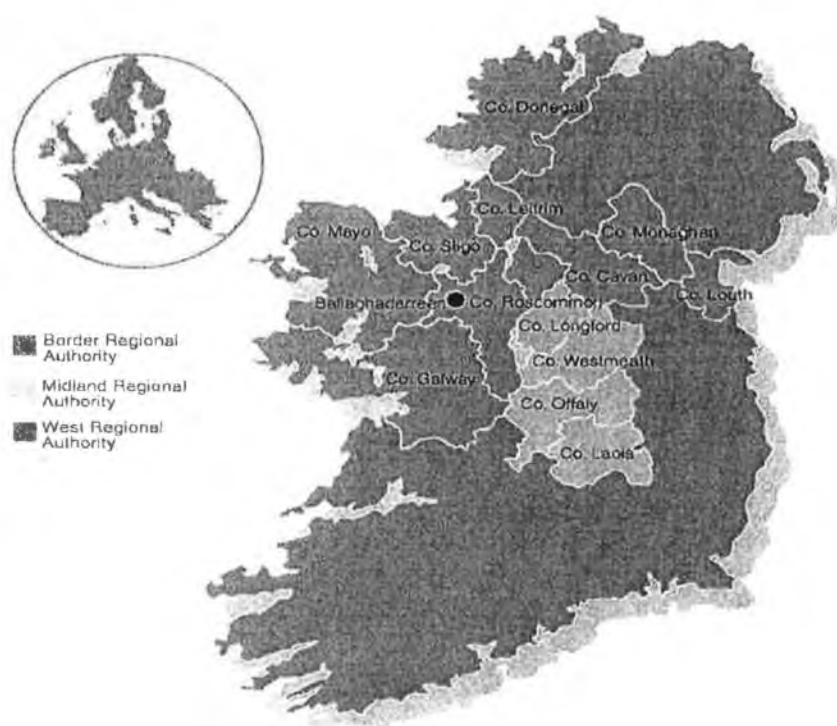 Co. Donegal
Co. Leitrim
Co. Monaghan
Co. Mayo
Co. Sligo
Co. Cavan
Co. Louth
Ballaghaderreen
Co. Roscommon
Co. Longford
Co. Westmeath
Co. Galway
Co. Offaly
Co. Laois
Border Regional
Authority
Midland Regional
Authority
West Regional
Authority